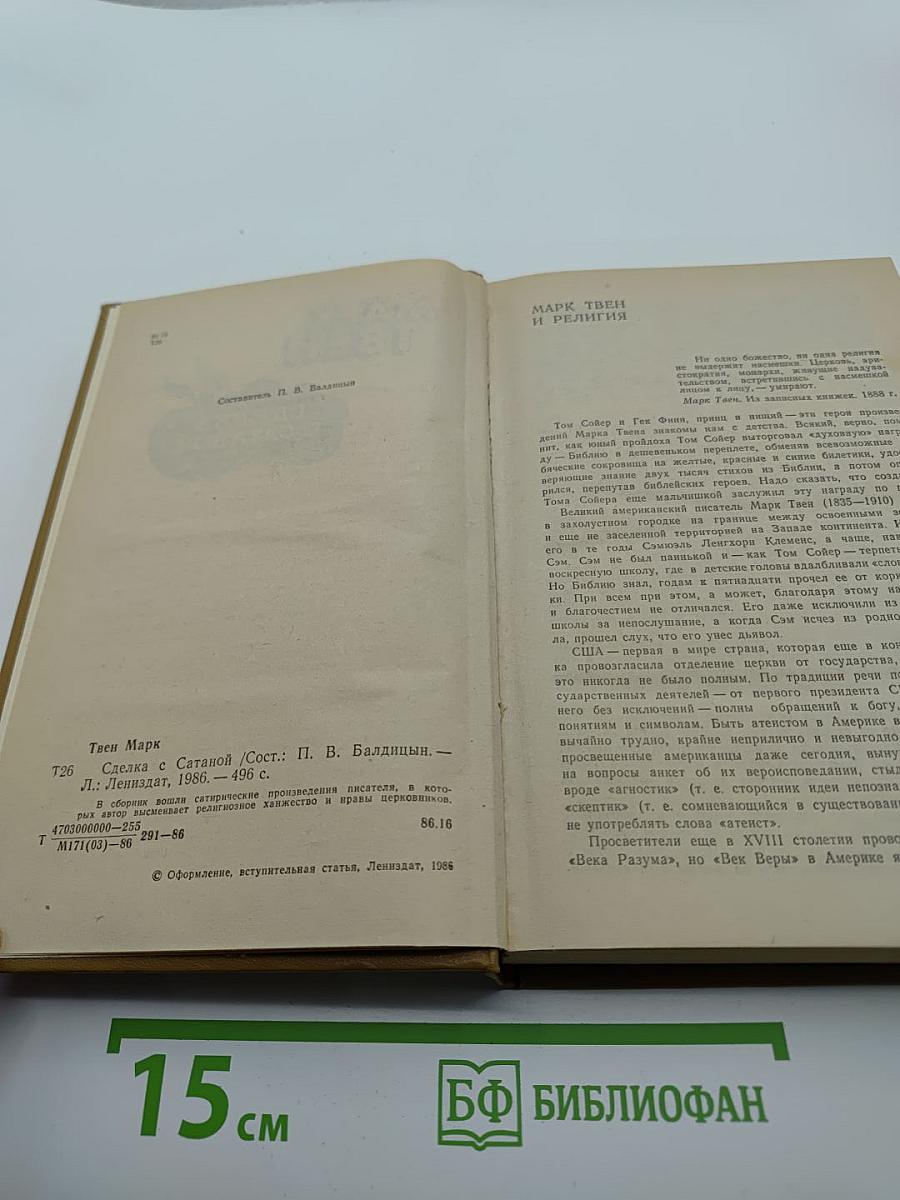 86.16
Т26
Составитель П. В. Балдицын
Твен Марк
Т26 Сделка с Сатаной /Сост.: П. В. Балдицын. —
Л.: Лениздат, 1986. — 496 с.
В сборник вошли сатирические произведения писателя, в кото-
рых автор высмеивает религиозное ханжество и нравы церковников.
Т 4703000000—255
М171(03)—86
291—86
86.16
© Оформление, вступительная статья, Лениздат, 1986
МАРК ТВЕН
И РЕЛИГИЯ
Ни одно божество, ни одна религия
не выдержит насмешки. Церковь, ари-
стократия, монархи, живущие надува-
тельством, встретившись с насмешкой
лицом к лицу, — умирают.
Марк Твен. Из записных книжек. 1888 г.
Том Сойер и Гек Финн, принц и нищий — эти герои произве-
дений Марка Твена знакомы нам с детства. Всякий, верно, пом-
нит, как юный пройдоха Том Сойер выторговал «духовную» награ-
ду — Библию в дешевеньком переплете, обменяв всевозможные
бяческие сокровища на желтые, красные и синие билетики, удос
веряющие знание двух тысяч стихов из Библии, а потом оп
рился, перепутав библейских героев. Надо сказать, что созд
Тома Сойера еще мальчишкой заслужил эту награду по п
Великий американский писатель Марк Твен (1835—1910)
в захолустном городке на границе между освоенными зе
и еще не заселенной территорией на Западе континента. И
его в те годы Сэмюэль Ленгхорн Клеменс, а чаще,
Сэм. Сэм не был паинькой и — как Том Сойер — терпеть
воскресную школу, где в детские головы вдалбливали «слов
Но Библию знал, годам к пятнадцати прочел ее от корк
ки. При всем при этом, а может, благодаря этому на
и благочестием не отличался. Его даже исключили из
школы за непослушание, а когда Сэм исчез из родно
ла, прошел слух, что его унес дьявол.
США — первая в мире страна, которая еще в кон
ка провозгласила отделение церкви от государства,
это никогда не было полным. По традиции речи по
сударственных деятелей — от первого президента С
него без исключений — полны обращений к богу,
понятиям и символам. Быть атеистом в Америке в
вычайно трудно, крайне неприлично и невыгодно
просвещенные американцы даже сегодня, выну
на вопросы анкет об их вероисповедании, стыд
вроде «агностик» (т. е. сторонник идеи непозна
«скептик» (т. е. сомневающийся в существован
не употреблять слова «атеист».
Просветители еще в XVIII столетии прово
«Века Разума», но «Век Веры» в Америке я
15 см
БФ БИБЛИОФАН